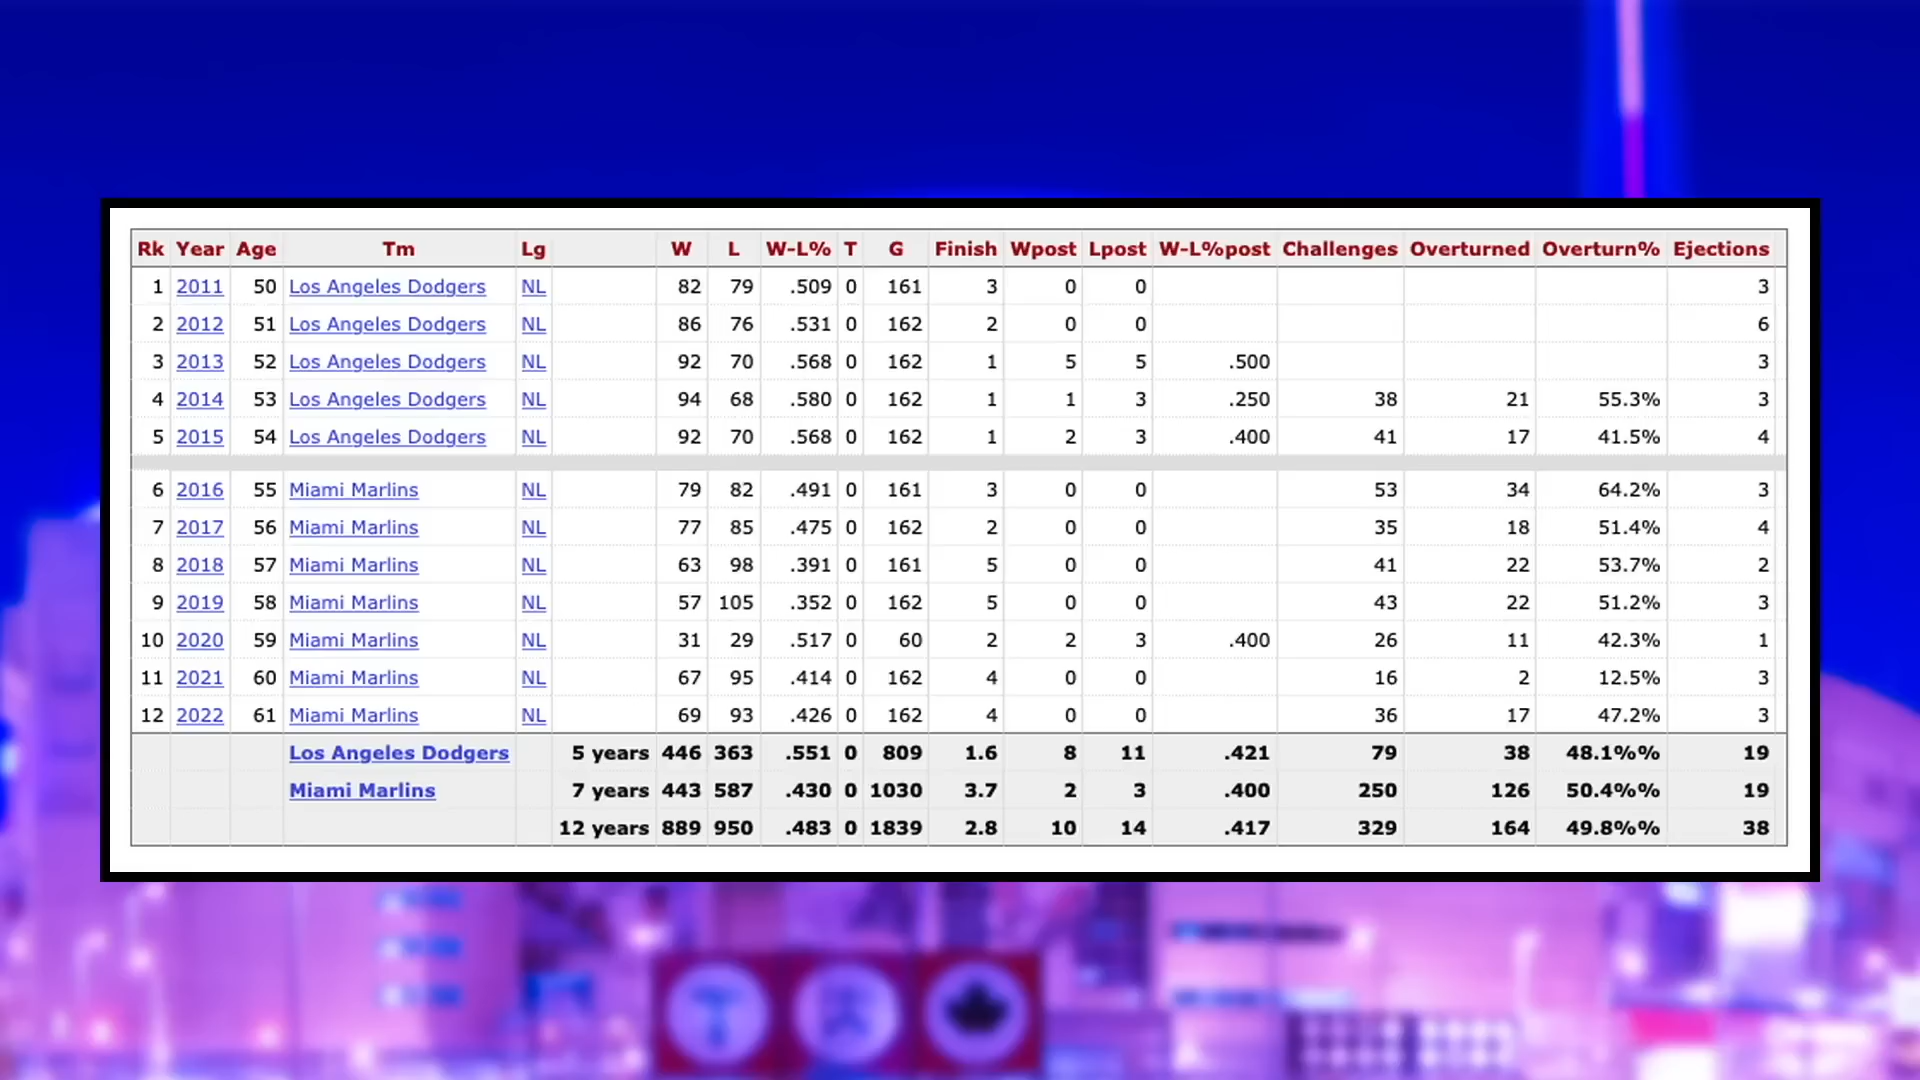 Rk Year Age Tm Lg W L W-L% T G Finish Wpost Lpost W-L%post Challenges Overturned Overturn% Ejections
1 2011 50 Los Angeles Dodgers NL 82 79 .509 0 161 3 0 0 3
2 2012 51 Los Angeles Dodgers NL 86 76 .531 0 162 2 0 0 6
3 2013 52 Los Angeles Dodgers NL 92 70 .568 0 162 1 5 5 .500 3
4 2014 53 Los Angeles Dodgers NL 94 68 .580 0 162 1 1 3 .250 38 21 55.3% 3
5 2015 54 Los Angeles Dodgers NL 92 70 .568 0 162 1 2 3 .400 41 17 41.5% 4
6 2016 55 Miami Marlins NL 79 82 .491 0 161 3 0 0 53 34 64.2% 3
7 2017 56 Miami Marlins NL 77 85 .475 0 162 2 0 0 35 18 51.4% 4
8 2018 57 Miami Marlins NL 63 98 .391 0 161 5 0 0 41 22 53.7% 2
9 2019 58 Miami Marlins NL 57 105 .352 0 162 5 0 0 43 22 51.2% 3
10 2020 59 Miami Marlins NL 31 29 .517 0 60 2 2 3 .400 26 11 42.3% 1
11 2021 60 Miami Marlins NL 67 95 .414 0 162 4 0 0 16 2 12.5% 3
12 2022 61 Miami Marlins NL 69 93 .426 0 162 4 0 0 36 17 47.2% 3
Los Angeles Dodgers 5 years 446 363 .551 0 809 1.6 8 11 .421 79 38 48.1%% 19
Miami Marlins 7 years 443 587 .430 0 1030 3.7 2 3 .400 250 126 50.4%% 19
12 years 889 950 .483 0 1839 2.8 10 14 .417 329 164 49.8%% 38